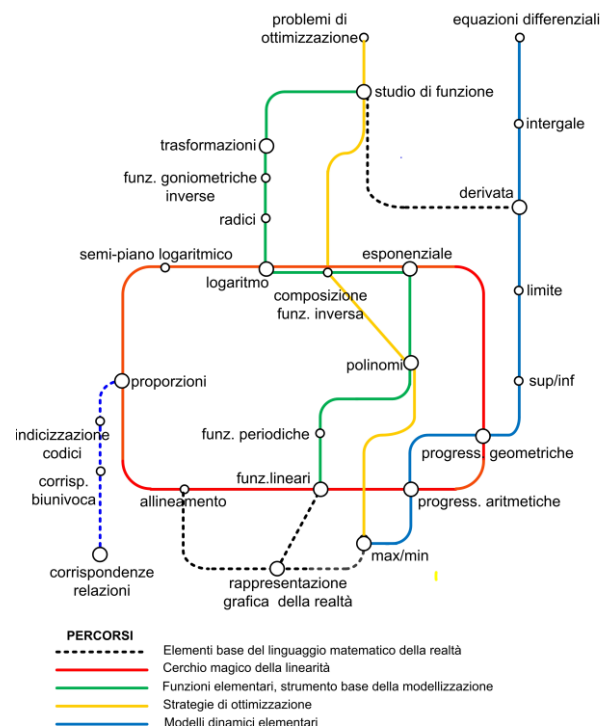 problemi di
ottimizzazione
equazioni differenziali
studio di funzione
intergale
trasformazioni
funz. goniometriche
inverse
derivata
radici
semi-piano logaritmico
esponenziale
logaritmo
composizione
funz. inversa
limite
polinomi
proporzioni
sup/inf
indicizzazione
codici
funz. periodiche
progress. geometriche
corrisp.
biunivoca
funz.lineari
allineamento
progress. aritmetiche
max/min
corrispondenze
relazioni
rappresentazione
grafica della realtà
PERCORSI
Elementi base del linguaggio matematico della realtà
Cerchio magico della linearità
Funzioni elementari, strumento base della modellizzazione
Strategie di ottimizzazione
Modelli dinamici elementari